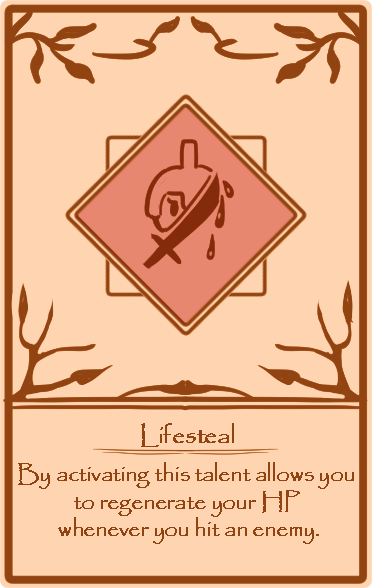 Lifesteal
By activating this talent allows you
to regenerate your HP
whenever you hit an enemy.